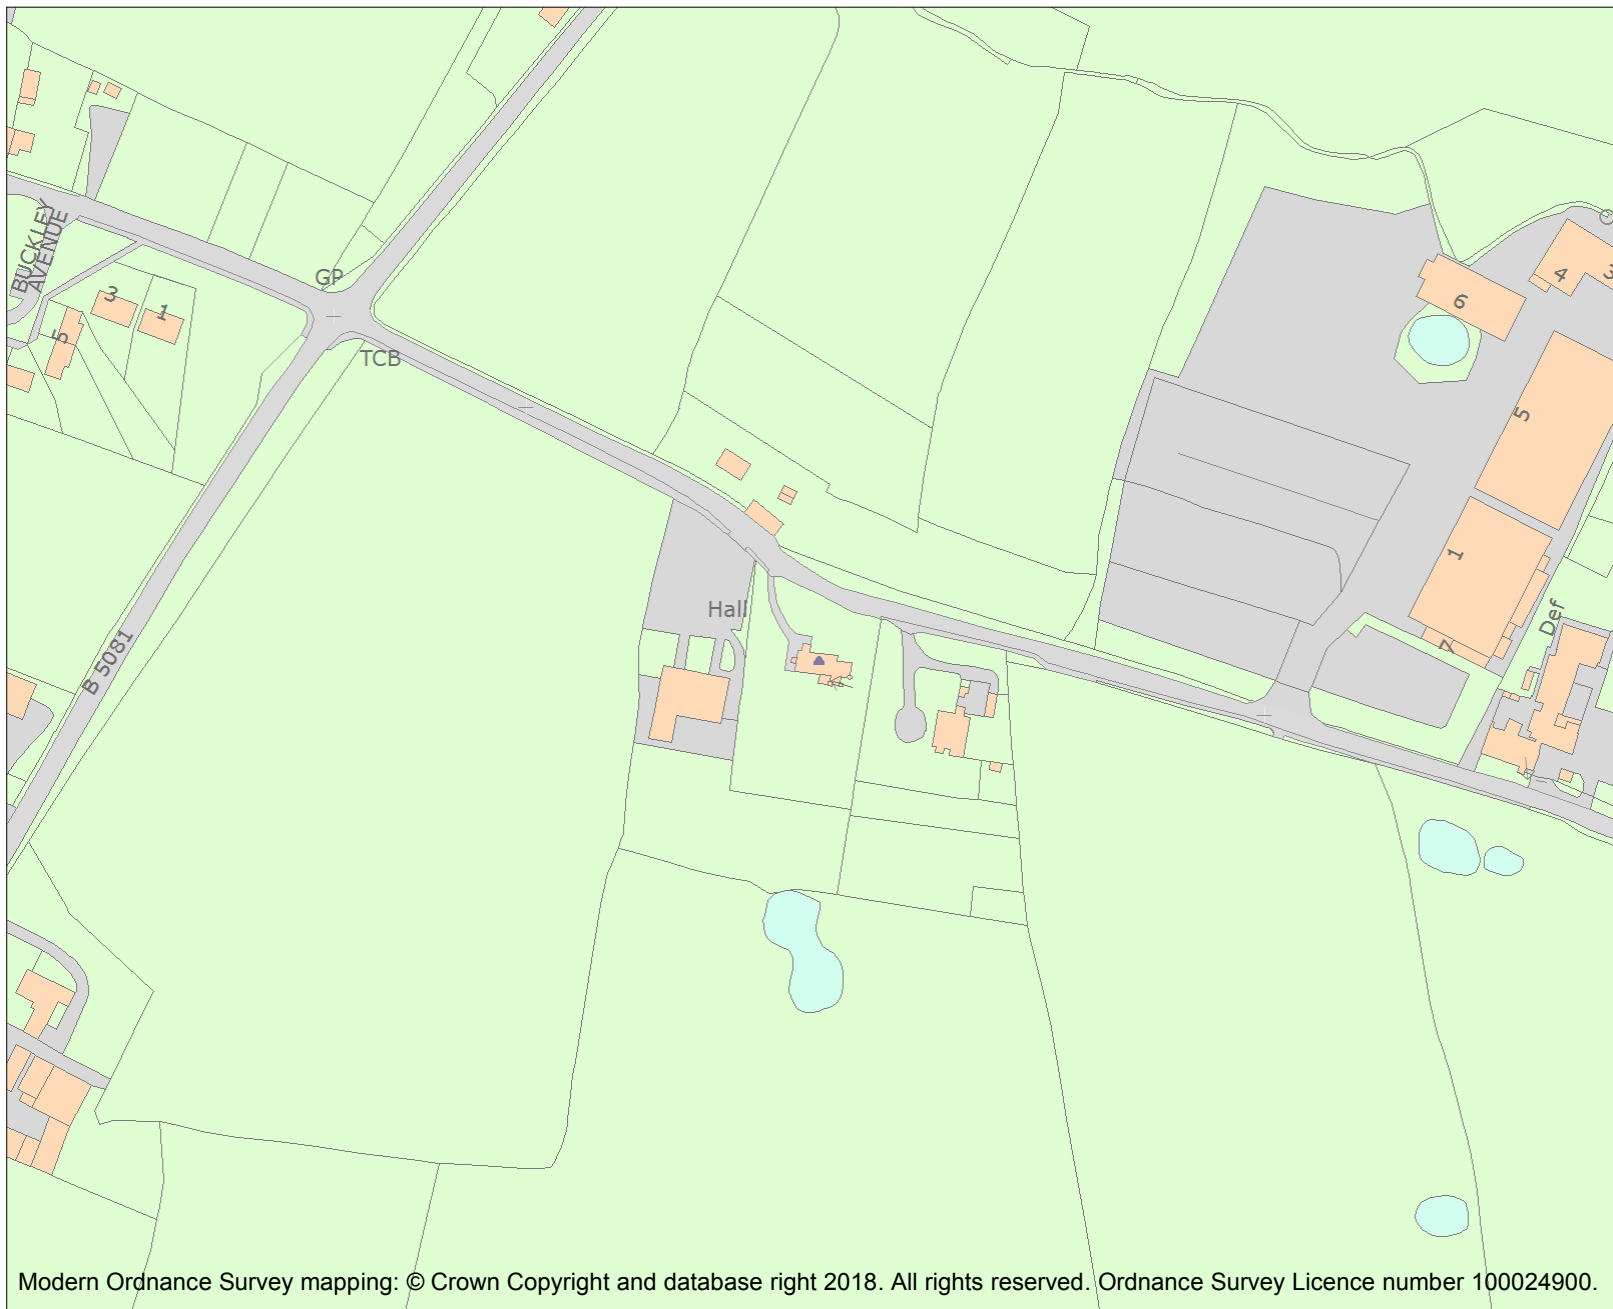 BUCKLEY
AVENUE
GP
TCB
3
1
5
4
3
6
5
1
7
Def
Hall
B 5081
Modern Ordnance Survey mapping: © Crown Copyright and database right 2018. All rights reserved. Ordnance Survey Licence number 100024900.